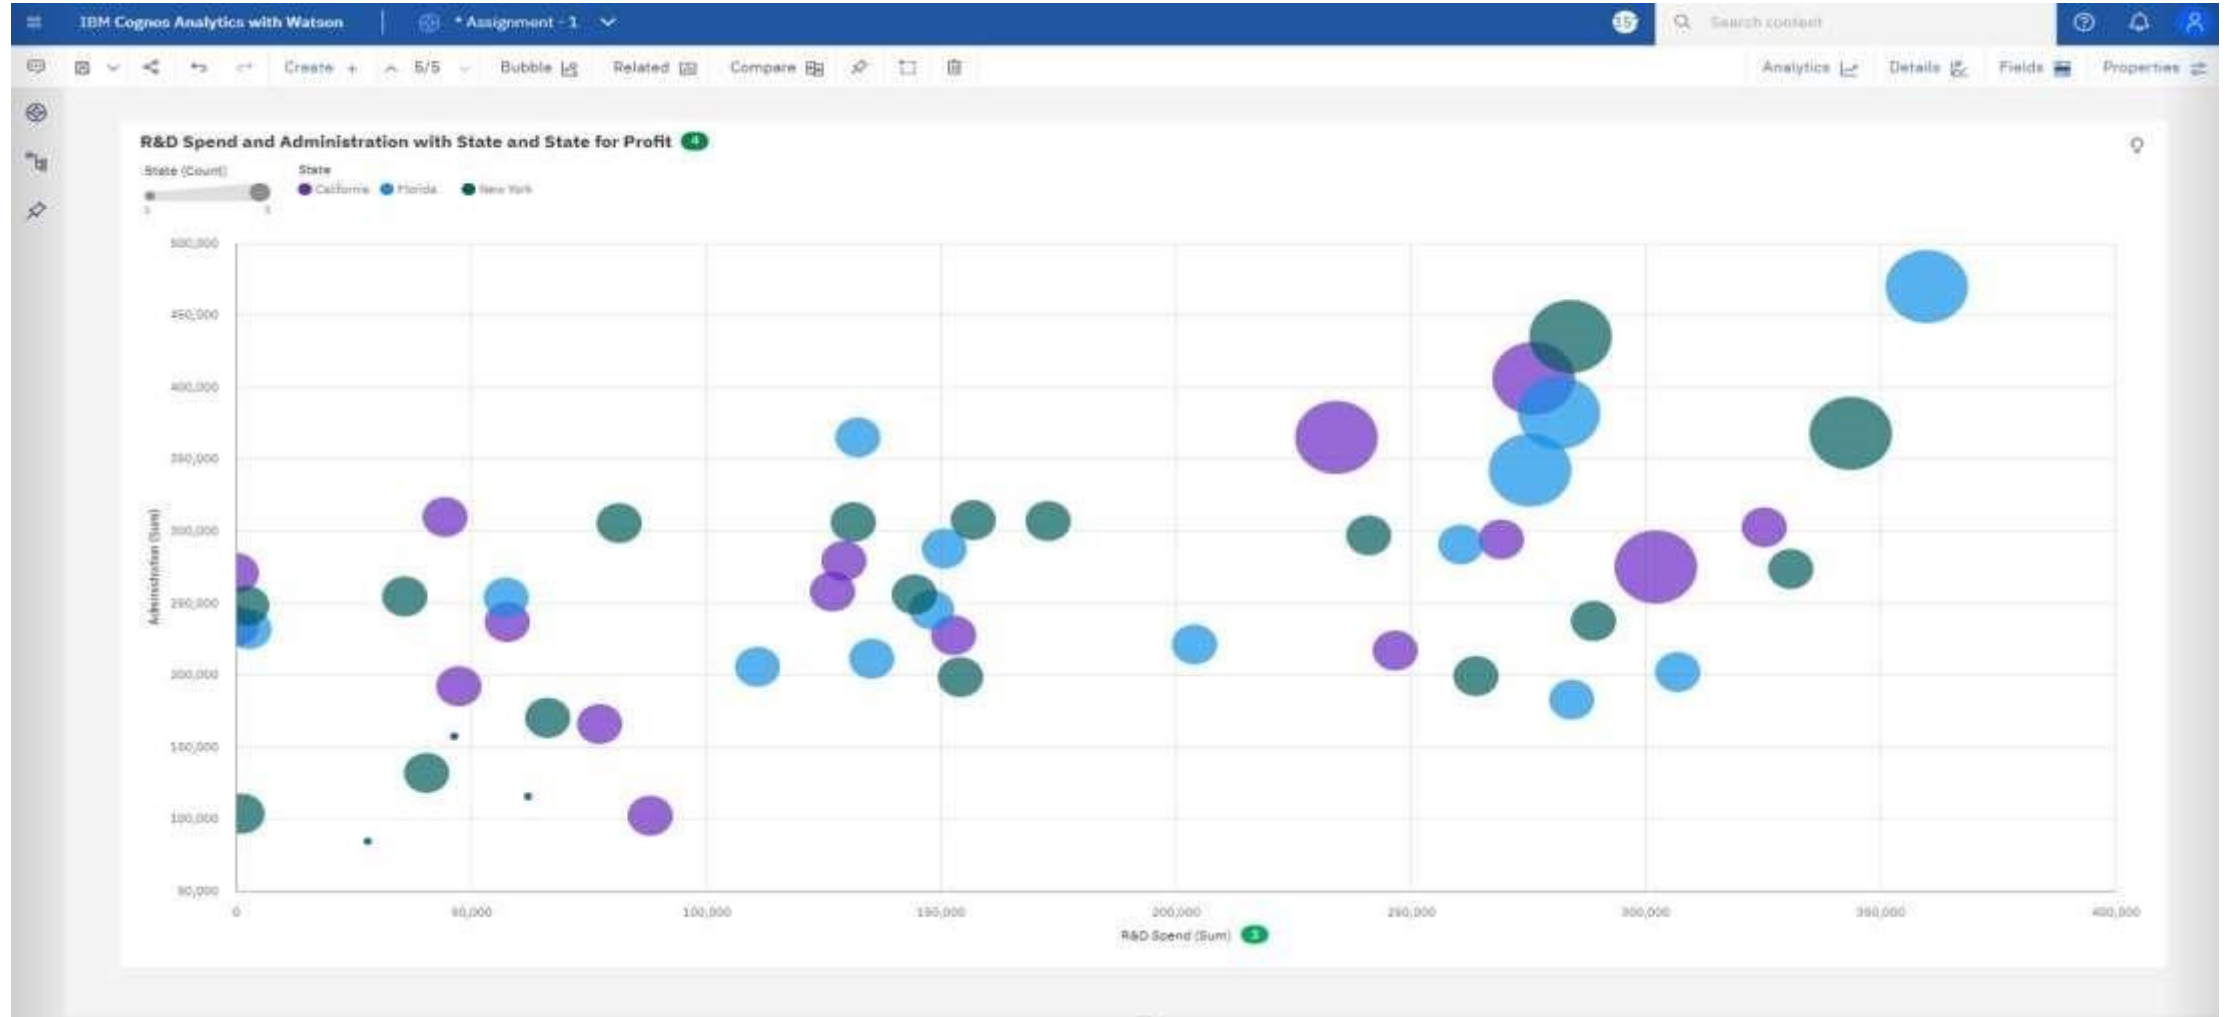 IBM Cognos Analytics with Watson
* Assignment - 1
Search content
Create
5/5
Bubble
Related
Compare
Analytics
Details
Fields
Properties
R&D Spend and Administration with State and State for Profit 4
State (Count)
State
California
Florida
New York
500,000
450,000
400,000
350,000
300,000
250,000
200,000
150,000
100,000
50,000
Administration (Sum)
0
50,000
100,000
150,000
200,000
250,000
300,000
350,000
400,000
R&D Spend (Sum) 3